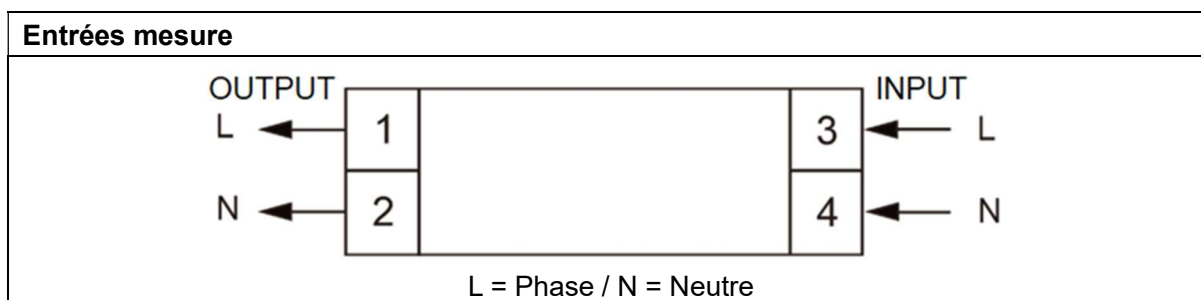 Entrées mesure
OUTPUT INPUT
L 1 3 L
N 2 4 N
L = Phase / N = Neutre